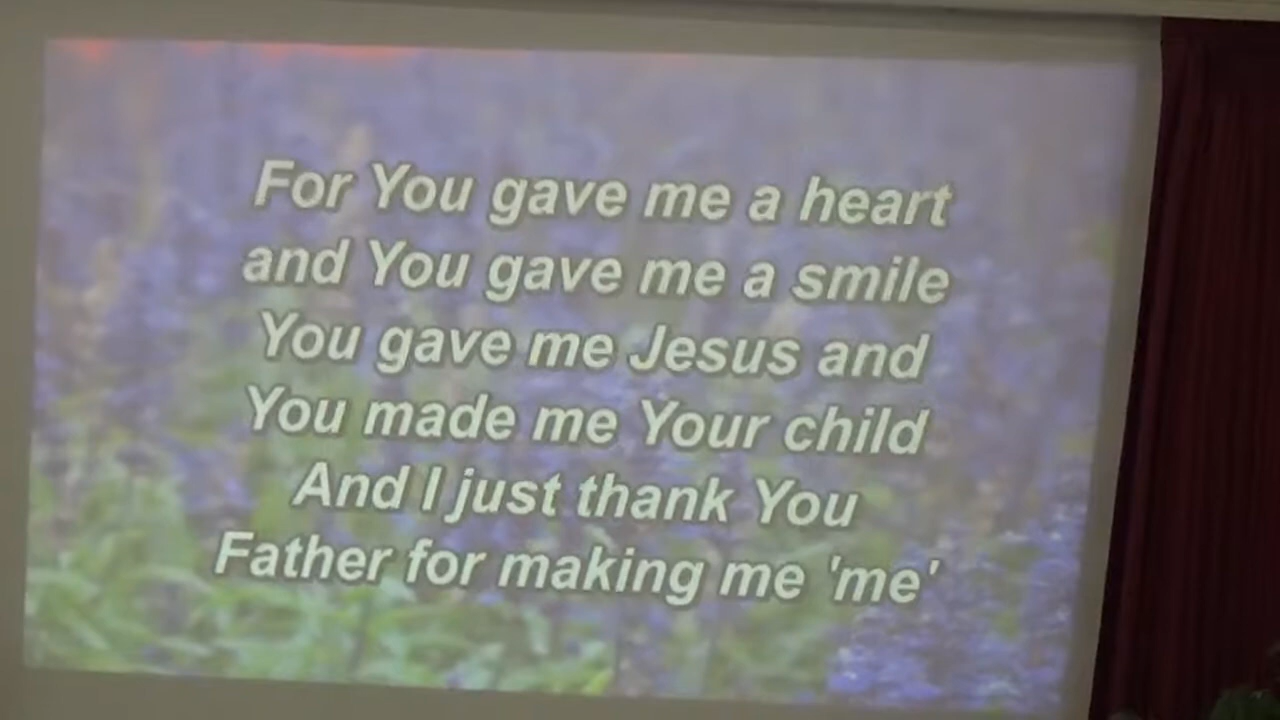 For You gave me a heart
and You gave me a smile
You gave me Jesus and
You made me Your child
And I just thank You
Father for making me 'me'